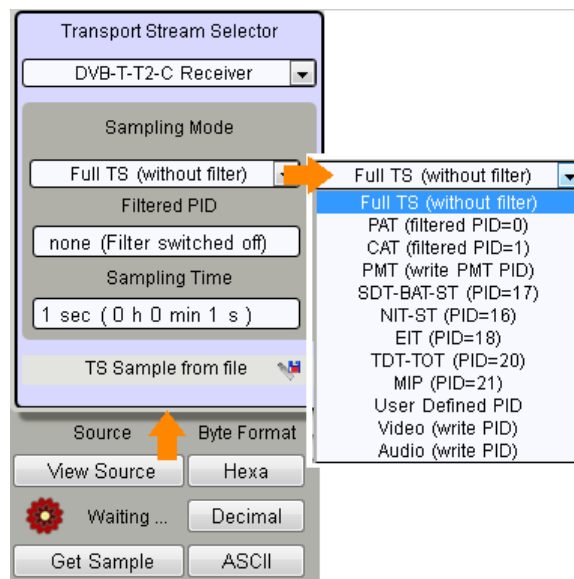 Transport Stream Selector
DVB-T-T2-C Receiver
Sampling Mode
Full TS (without filter)
Filtered PID
none (Filter switched off)
Sampling Time
1 sec ( 0 h 0 min 1 s )
TS Sample from file
Source Byte Format
View Source Hexa
Waiting ... Decimal
Get Sample ASCII
Full TS (without filter)
Full TS (without filter)
PAT (filtered PID=0)
CAT (filtered PID=1)
PMT (write PMT PID)
SDT-BAT-ST (PID=17)
NIT-ST (PID=16)
EIT (PID=18)
TDT-TOT (PID=20)
MIP (PID=21)
User Defined PID
Video (write PID)
Audio (write PID)